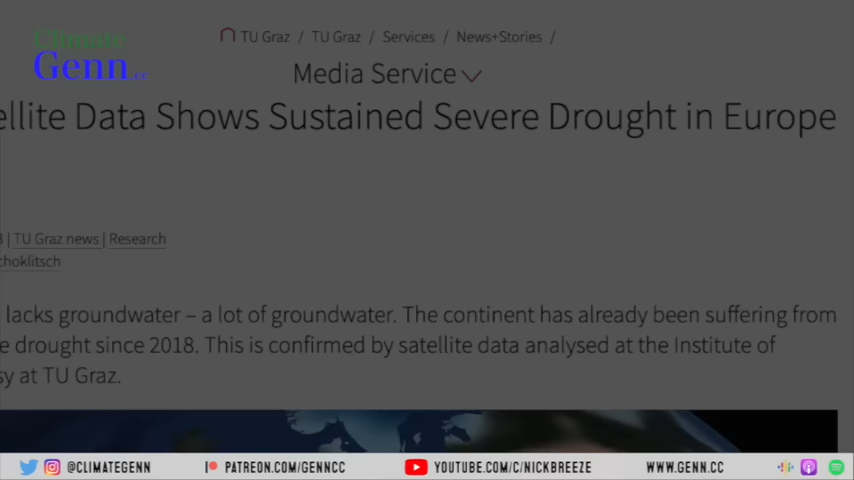 Climate
Genn.cc
TU Graz / TU Graz / Services / News+Stories /
Media Service
ellite Data Shows Sustained Severe Drought in Europe
| TU Graz news | Research
choklitsch
lacks groundwater – a lot of groundwater. The continent has already been suffering from
e drought since 2018. This is confirmed by satellite data analysed at the Institute of
sy at TU Graz.
@CLIMATEGENN PATREON.COM/GENNCC YOUTUBE.COM/C/NICKBREEZE WWW.GENN.CC